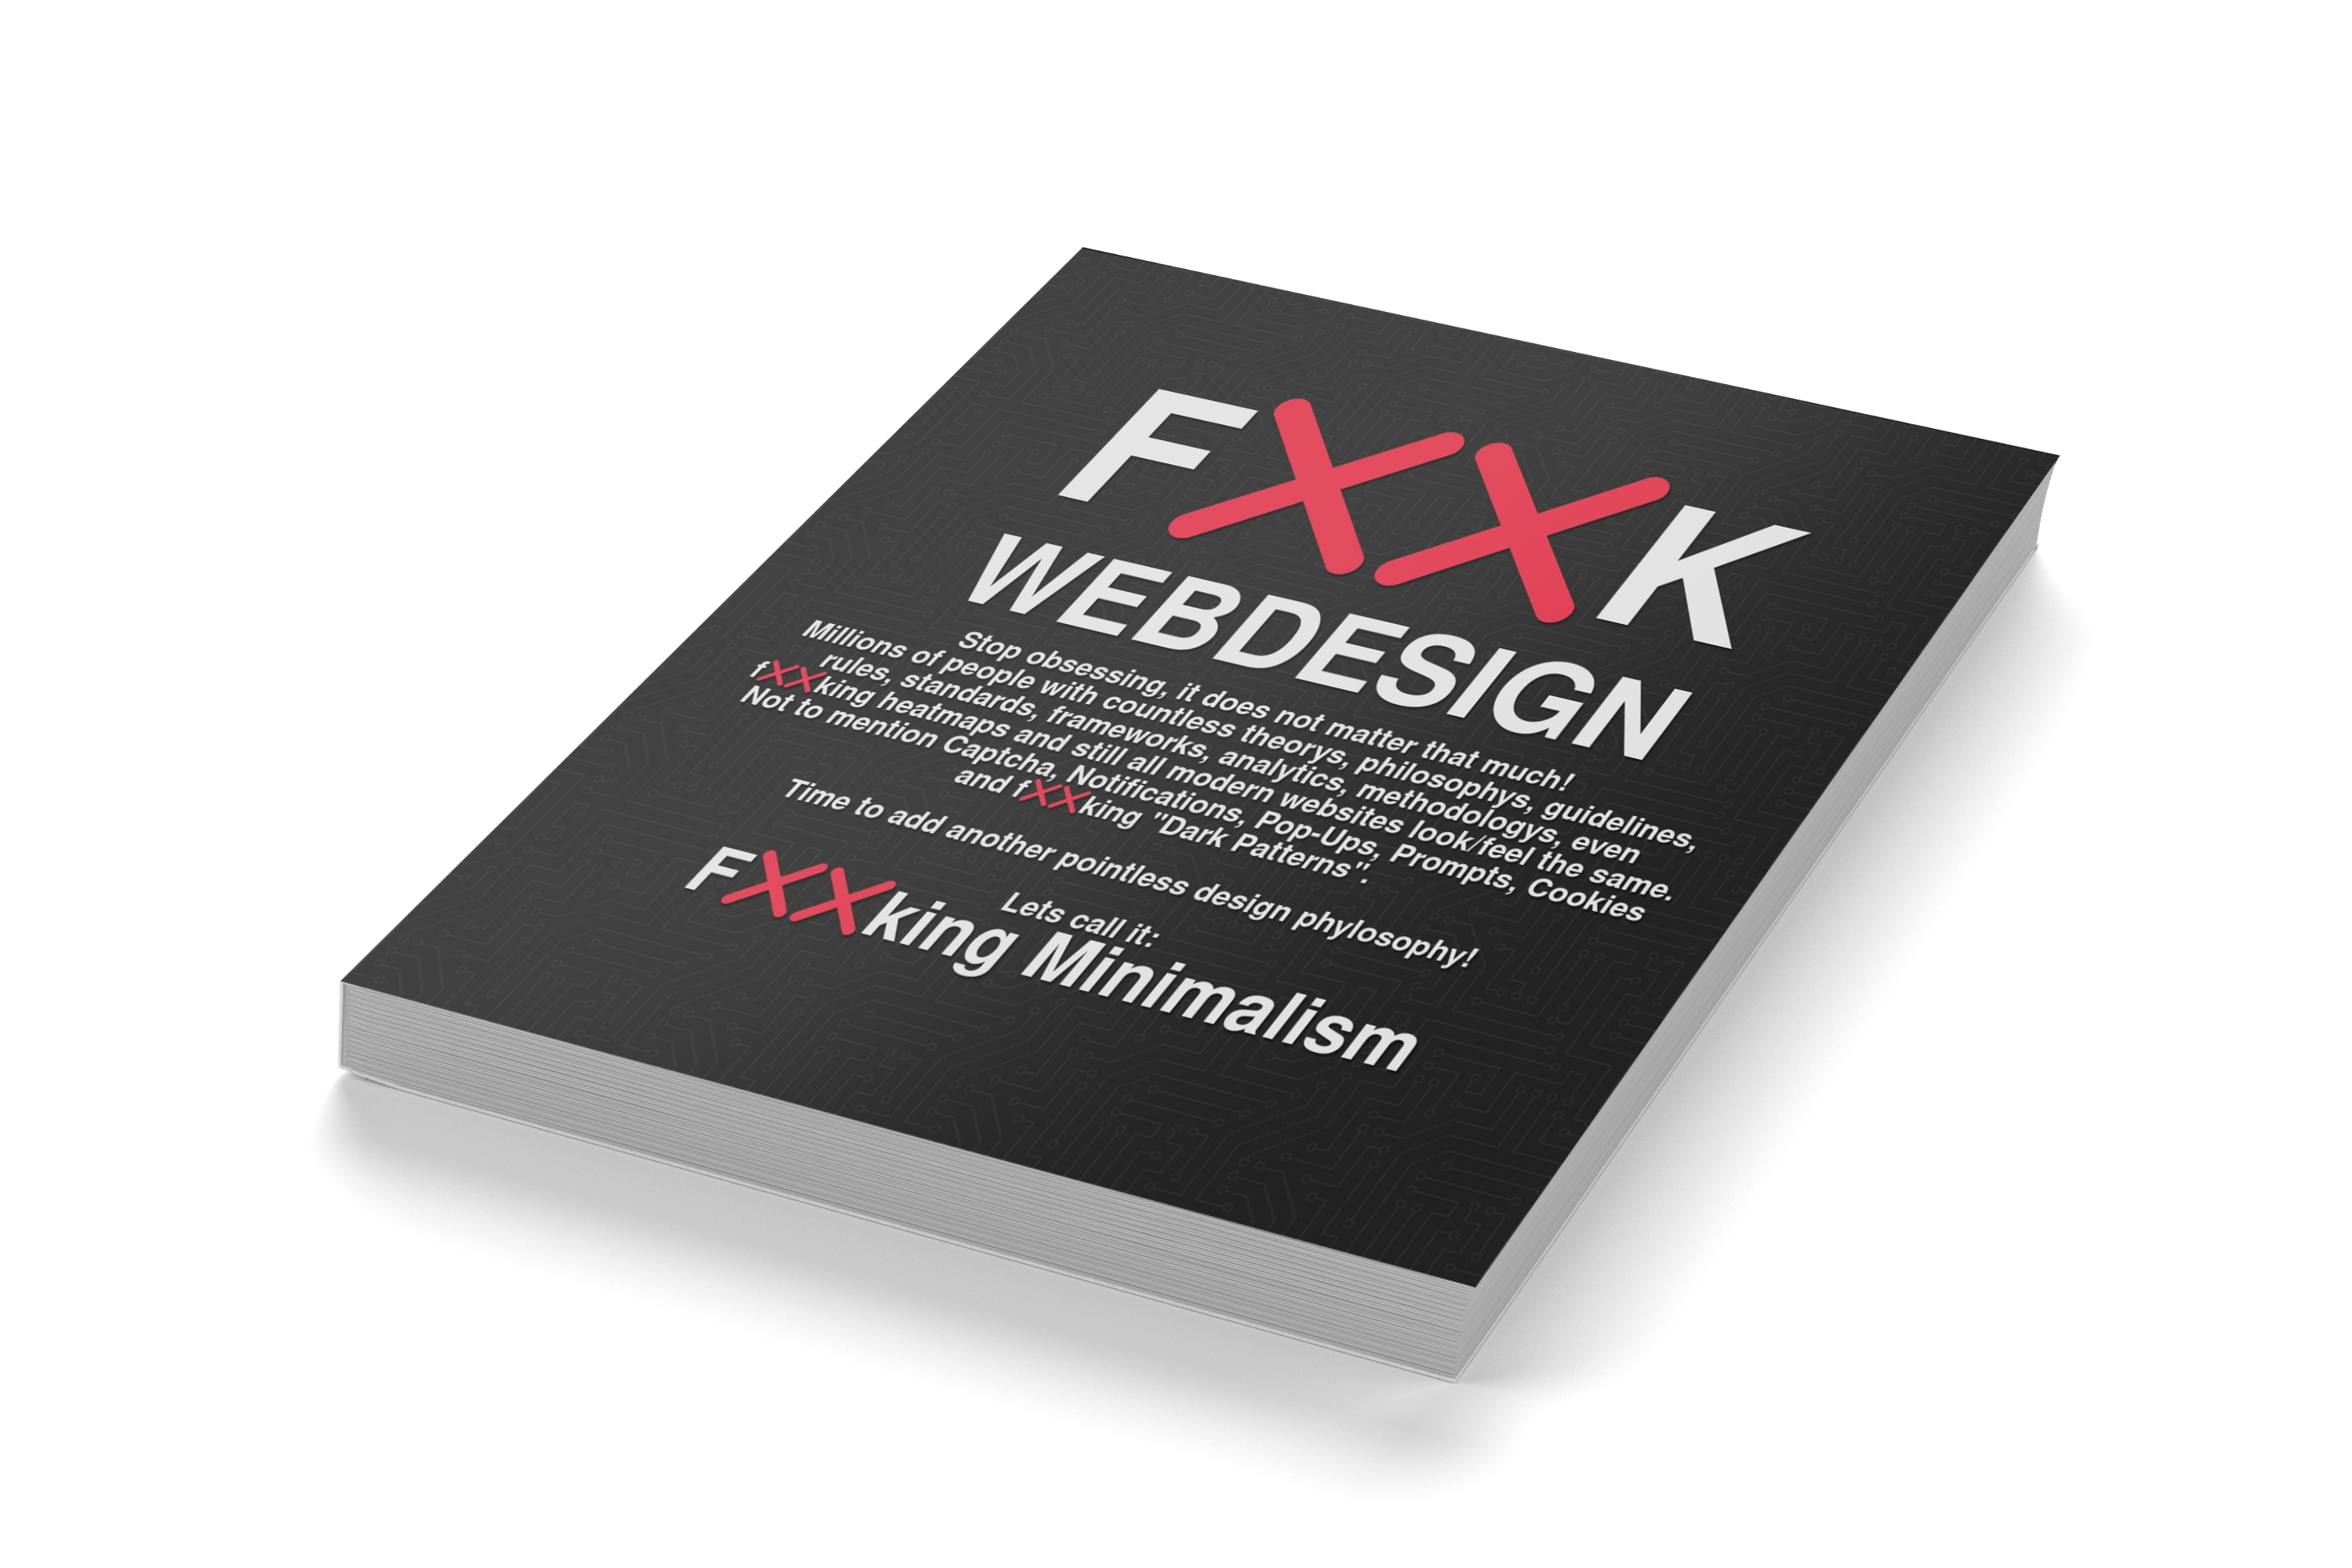 FXXK
WEBDESIGN
Stop obsessing, it does not matter that much!
Millions of people with countless theorys, philosophys, guidelines,
rules, standards, frameworks, analytics, methodologys, even
fXXking heatmaps and still all modern websites look/feel the same.
Not to mention Captcha, Notifications, Pop-Ups, Prompts, Cookies
and fXXking "Dark Patterns".
Time to add another pointless design phylosophy!
Lets call it:
FXXking Minimalism